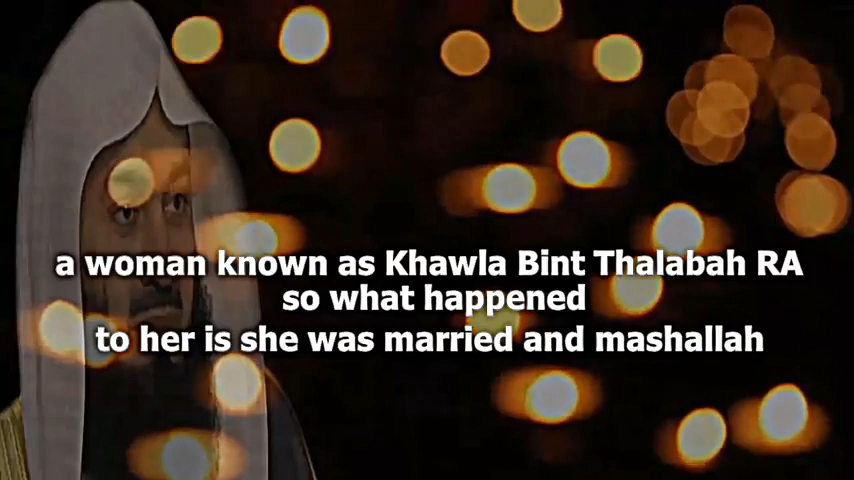 a woman known as Khawla Bint Thalabah RA
so what happened
to her is she was married and mashallah